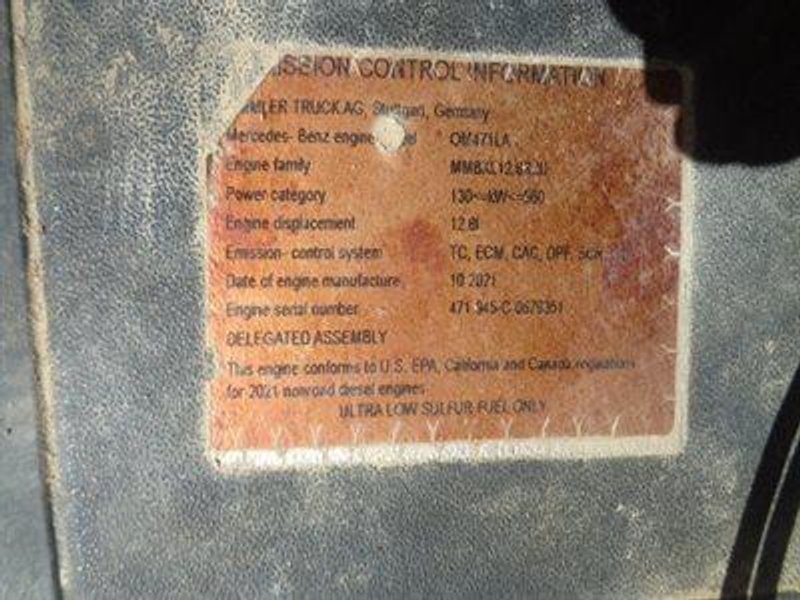 EMISSION CONTROL INFORMATION
DAIMLER TRUCK AG, Stuttgart, Germany
Mercedes- Benz engine
OM471LA
Engine family
Power category
130<=kW<=560
Engine displacement
12.8l
Emission- control system
TC, ECM, CAC, DPF, SCR
Date of engine manufacture
10.2021
Engine serial number
DELEGATED ASSEMBLY
This engine conforms to U.S. EPA, California and Canada regulations
for 2021 nonroad diesel engines
ULTRA LOW SULFUR FUEL ONLY